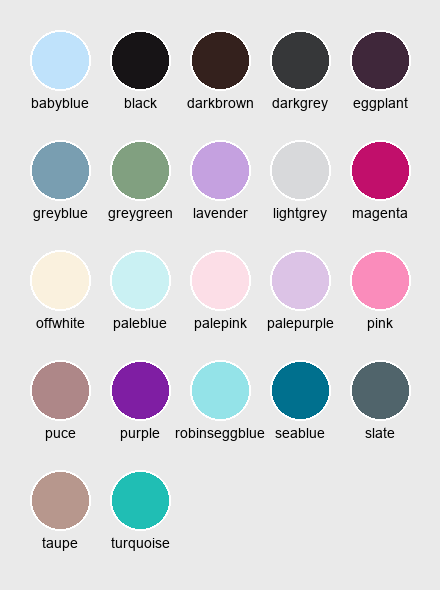 babyblue black darkbrown darkgrey eggplant
greyblue greygreen lavender lightgrey magenta
offwhite paleblue palepink palepurple pink
puce purple robinseggblue seablue slate
taupe turquoise